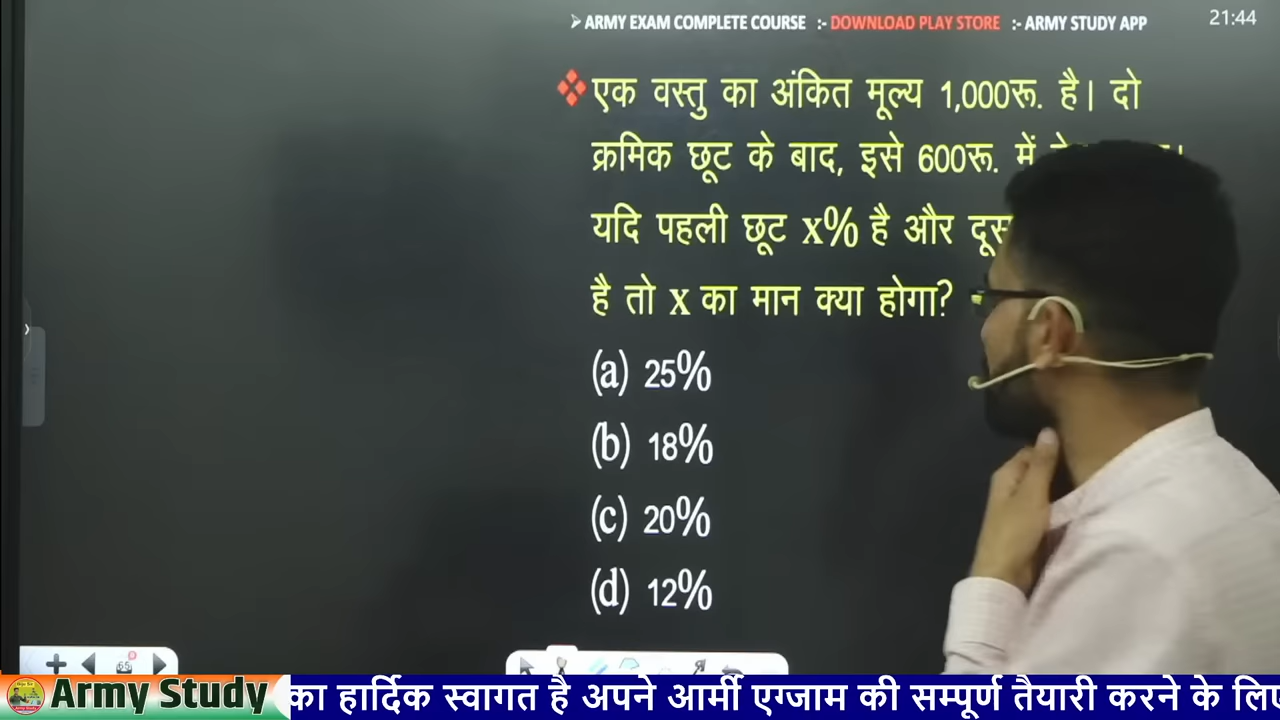 ➢ ARMY EXAM COMPLETE COURSE :- DOWNLOAD PLAY STORE :- ARMY STUDY APP
21:44
❖ एक वस्तु का अंकित मूल्य 1,000रू. है। दो
क्रमिक छूट के बाद, इसे 600रू. में
यदि पहली छूट x% है और
है तो x का मान क्या होगा?
(a) 25%
(b) 18%
(c) 20%
(d) 12%
Army Study
का हार्दिक स्वागत है अपने आर्मी एग्जाम की सम्पूर्ण तैयारी करने के